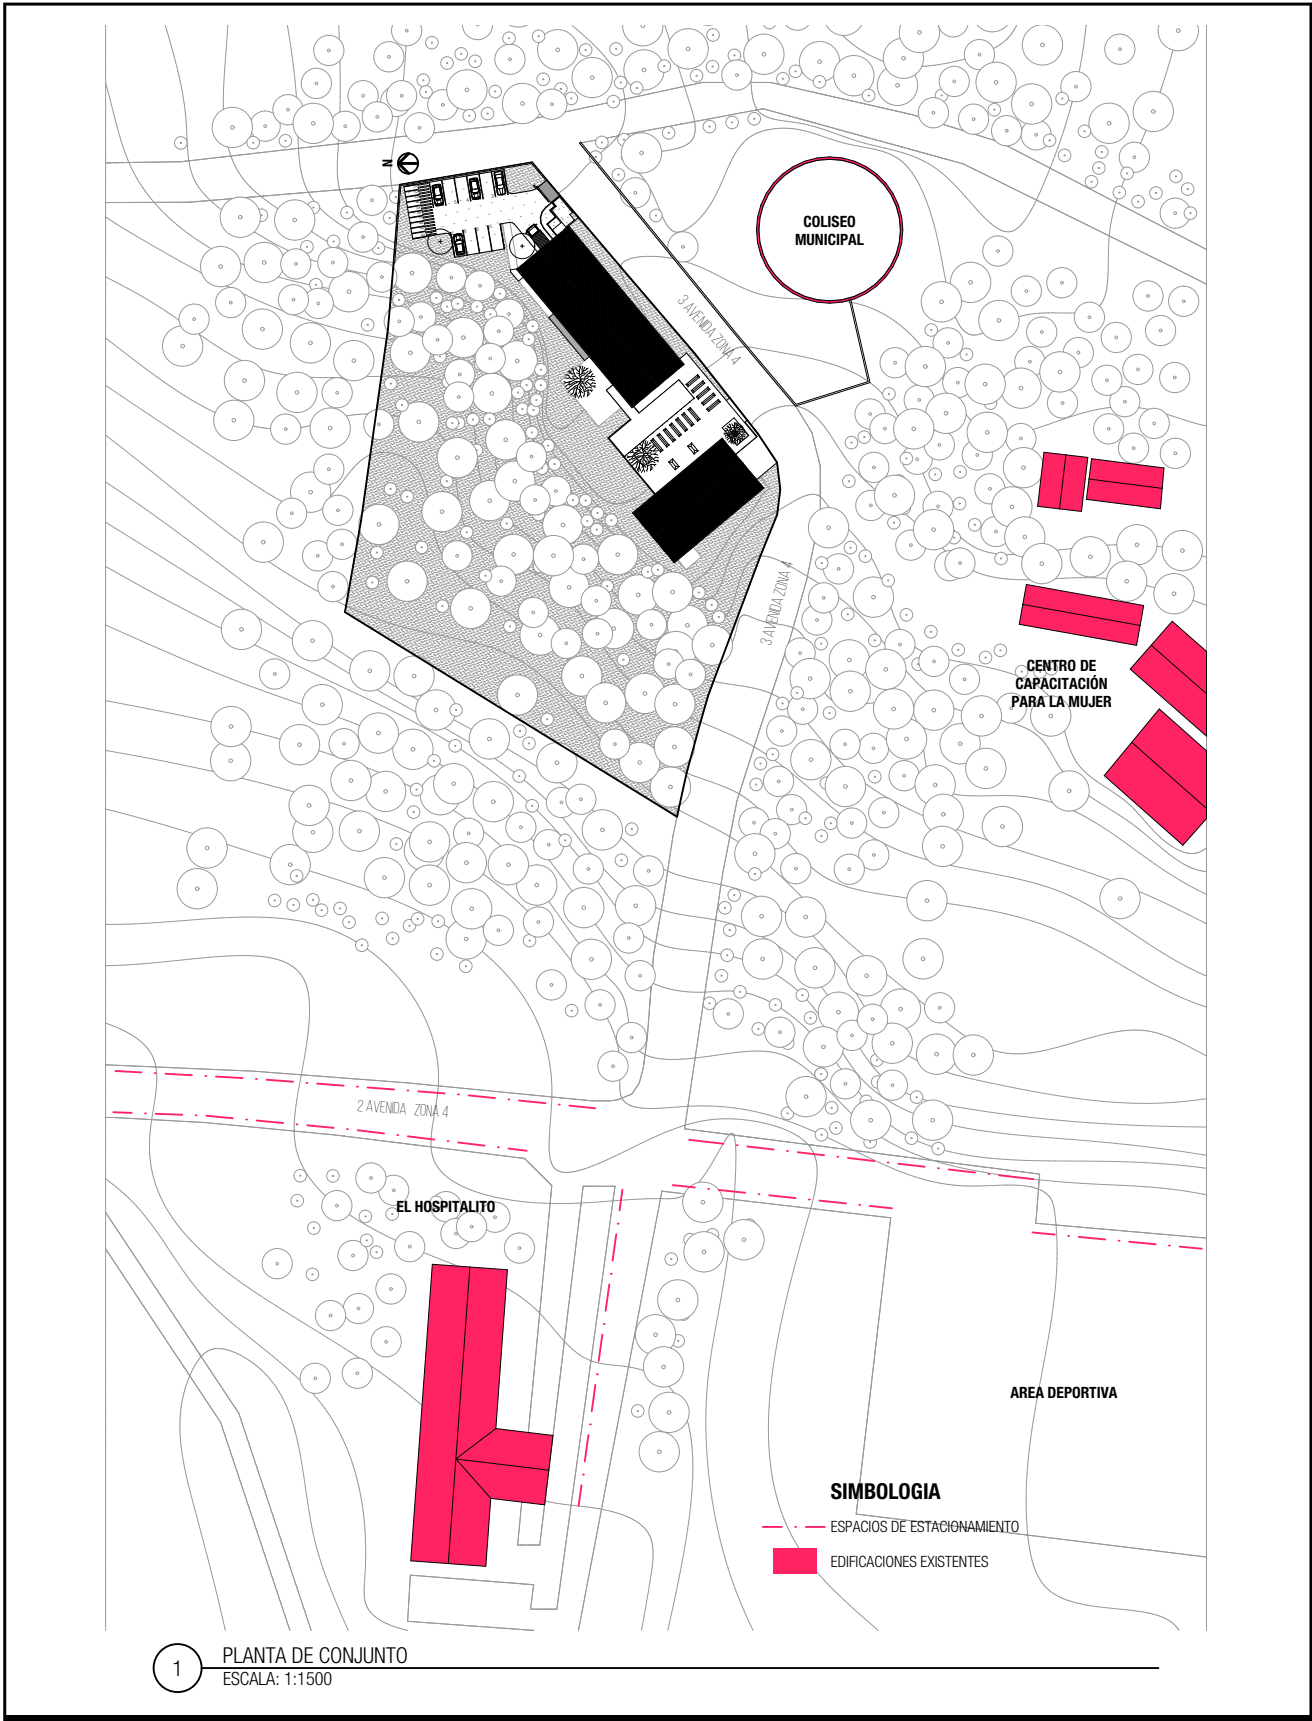 N
COLISEO
MUNICIPAL
3 AVENIDA ZONA 4
3 AVENIDA ZONA 4
CENTRO DE
CAPACITACIÓN
PARA LA MUJER
2 AVENIDA ZONA 4
EL HOSPITALITO
AREA DEPORTIVA
SIMBOLOGIA
ESPACIOS DE ESTACIONAMIENTO
EDIFICACIONES EXISTENTES
1
PLANTA DE CONJUNTO
ESCALA: 1:1500